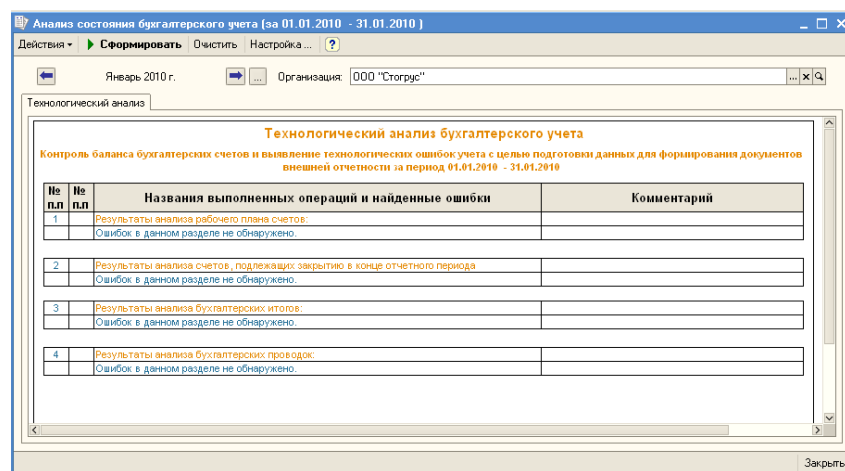 Анализ состояния бухгалтерского учета (за 01.01.2010 - 31.01.2010 )
Действия Сформировать Очистить Настройка ... ?
Январь 2010 г. ... Организация: ООО "Стогрус" ... x
Технологический анализ
Технологический анализ бухгалтерского учета
Контроль баланса бухгалтерских счетов и выявление технологических ошибок учета с целью подготовки данных для формирования документов
внешней отчетности за период 01.01.2010 - 31.01.2010
№ п.п № п.п Названия выполненных операций и найденные ошибки Комментарий
1 Результаты анализа рабочего плана счетов:
Ошибок в данном разделе не обнаружено.
2 Результаты анализа счетов, подлежащих закрытию в конце отчетного периода
Ошибок в данном разделе не обнаружено.
3 Результаты анализа бухгалтерских итогов:
Ошибок в данном разделе не обнаружено.
4 Результаты анализа бухгалтерских проводок:
Ошибок в данном разделе не обнаружено.
Закрыть